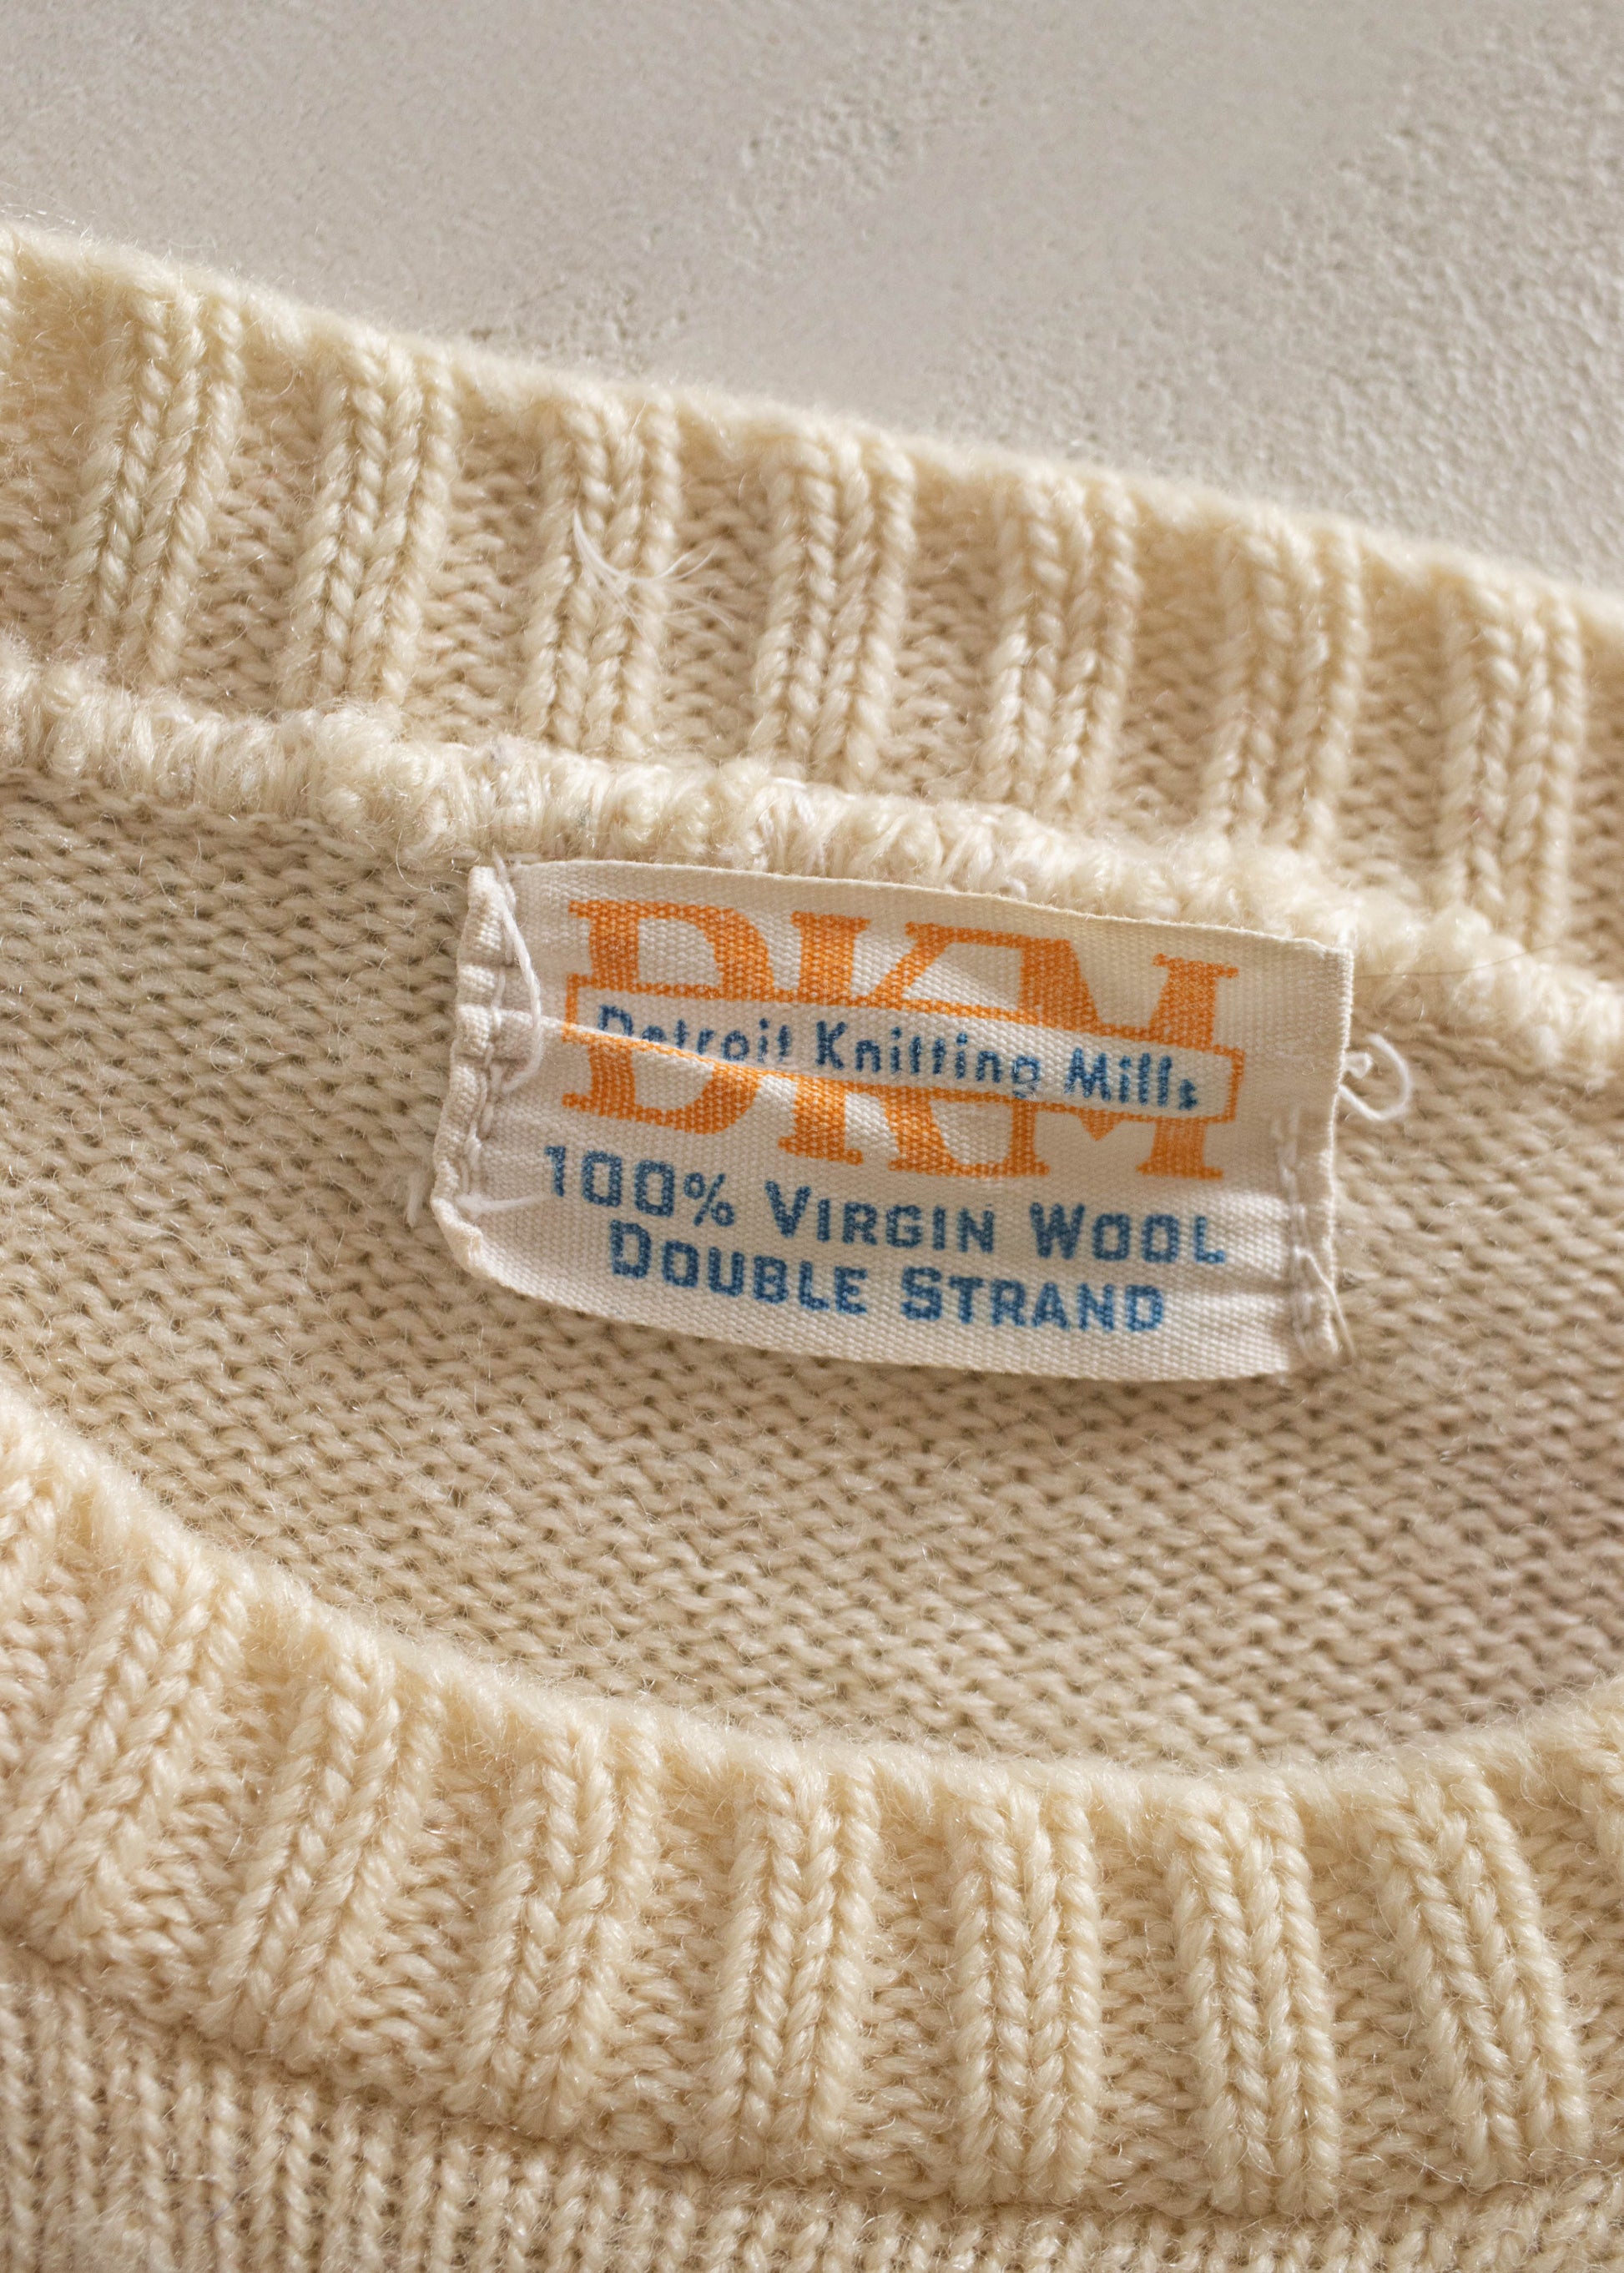 DKM
Detroit Knitting Mills
100% VIRGIN WOOL
DOUBLE STRAND